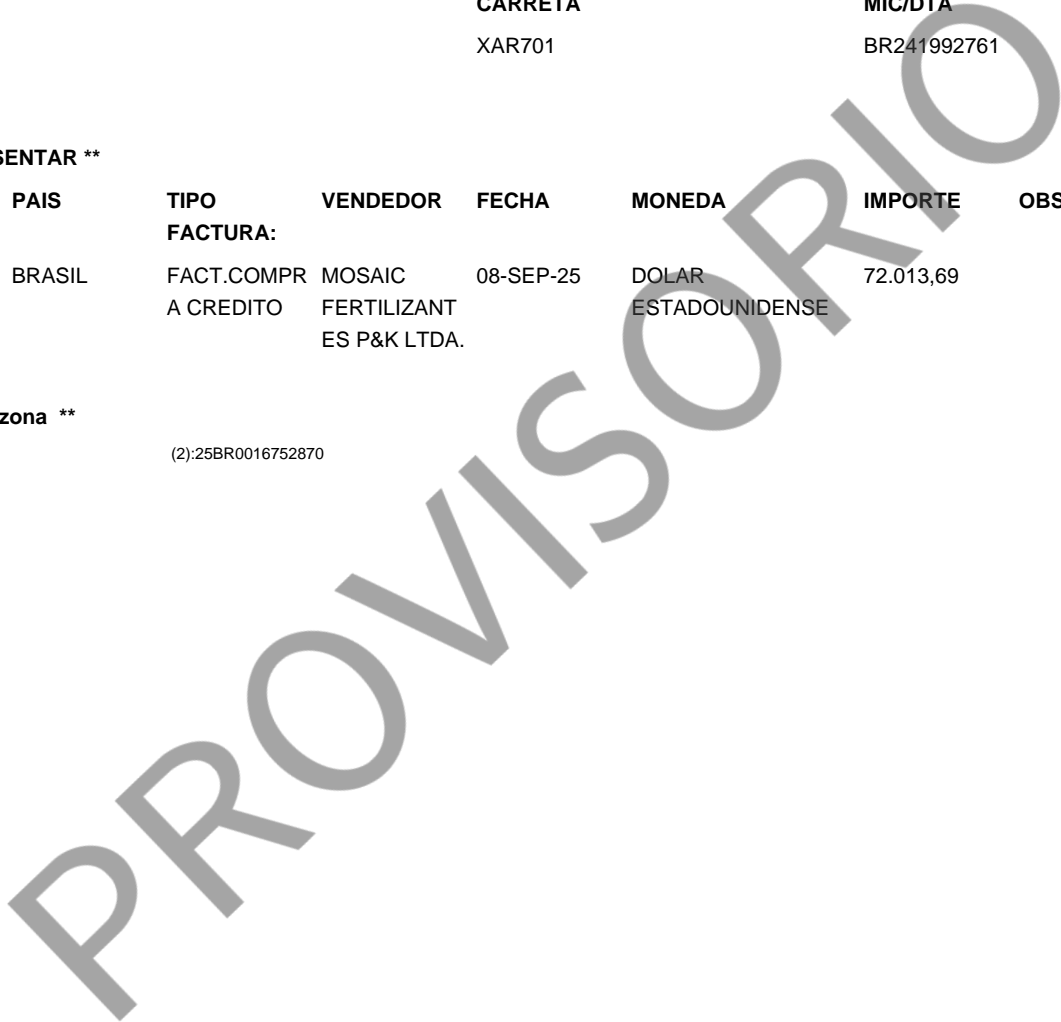 CARRETA MIC/DTA
XAR701 BR241992761
SENTAR **
PAIS TIPO VENDEDOR FECHA MONEDA IMPORTE OBS
FACTURA:
BRASIL FACT.COMPR MOSAIC 08-SEP-25 DOLAR 72.013,69
A CREDITO FERTILIZANT ESTADOUNIDENSE
ES P&K LTDA.
zona **
(2):25BR0016752870
PROVISORIO